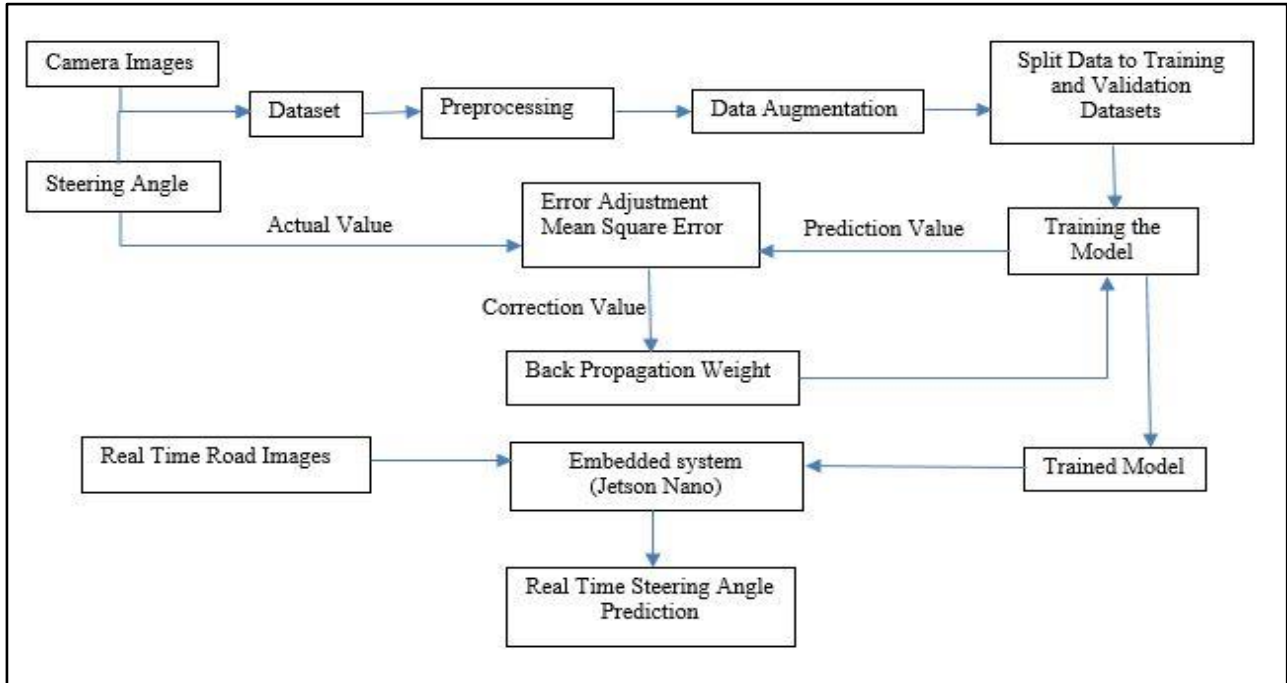 Camera Images
Split Data to Training
and Validation
Datasets
Dataset
Preprocessing
Data Augmentation
Steering Angle
Error Adjustment
Mean Square Error
Actual Value
Prediction Value
Training the
Model
Correction Value
Back Propagation Weight
Real Time Road Images
Embedded system
(Jetson Nano)
Trained Model
Real Time Steering Angle
Prediction